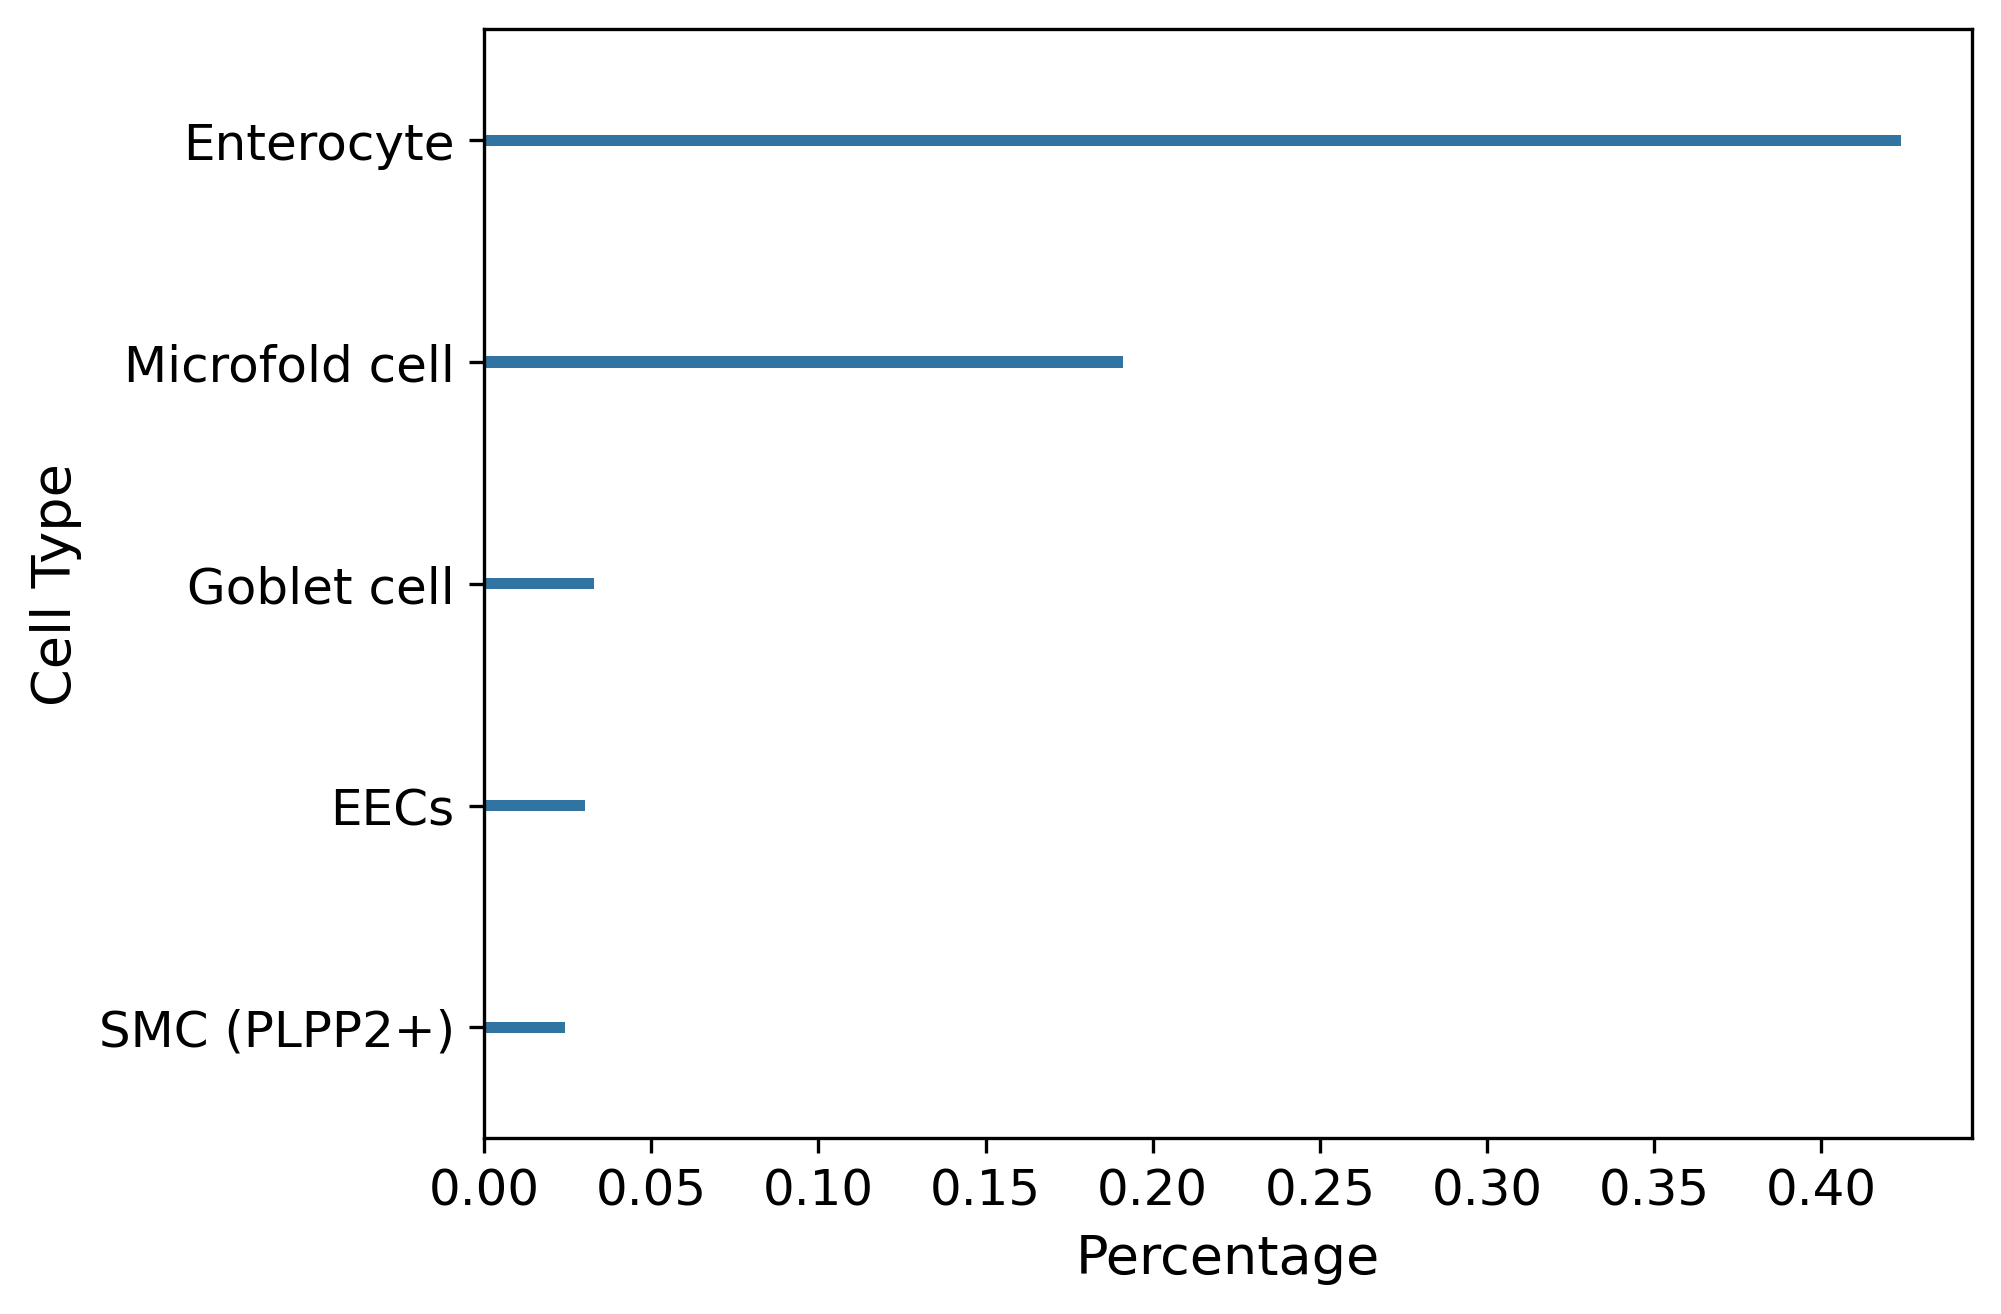 Enterocyte
Microfold cell
Goblet cell
EECs
SMC (PLPP2+)
Cell Type
0.00 0.05 0.10 0.15 0.20 0.25 0.30 0.35 0.40
Percentage